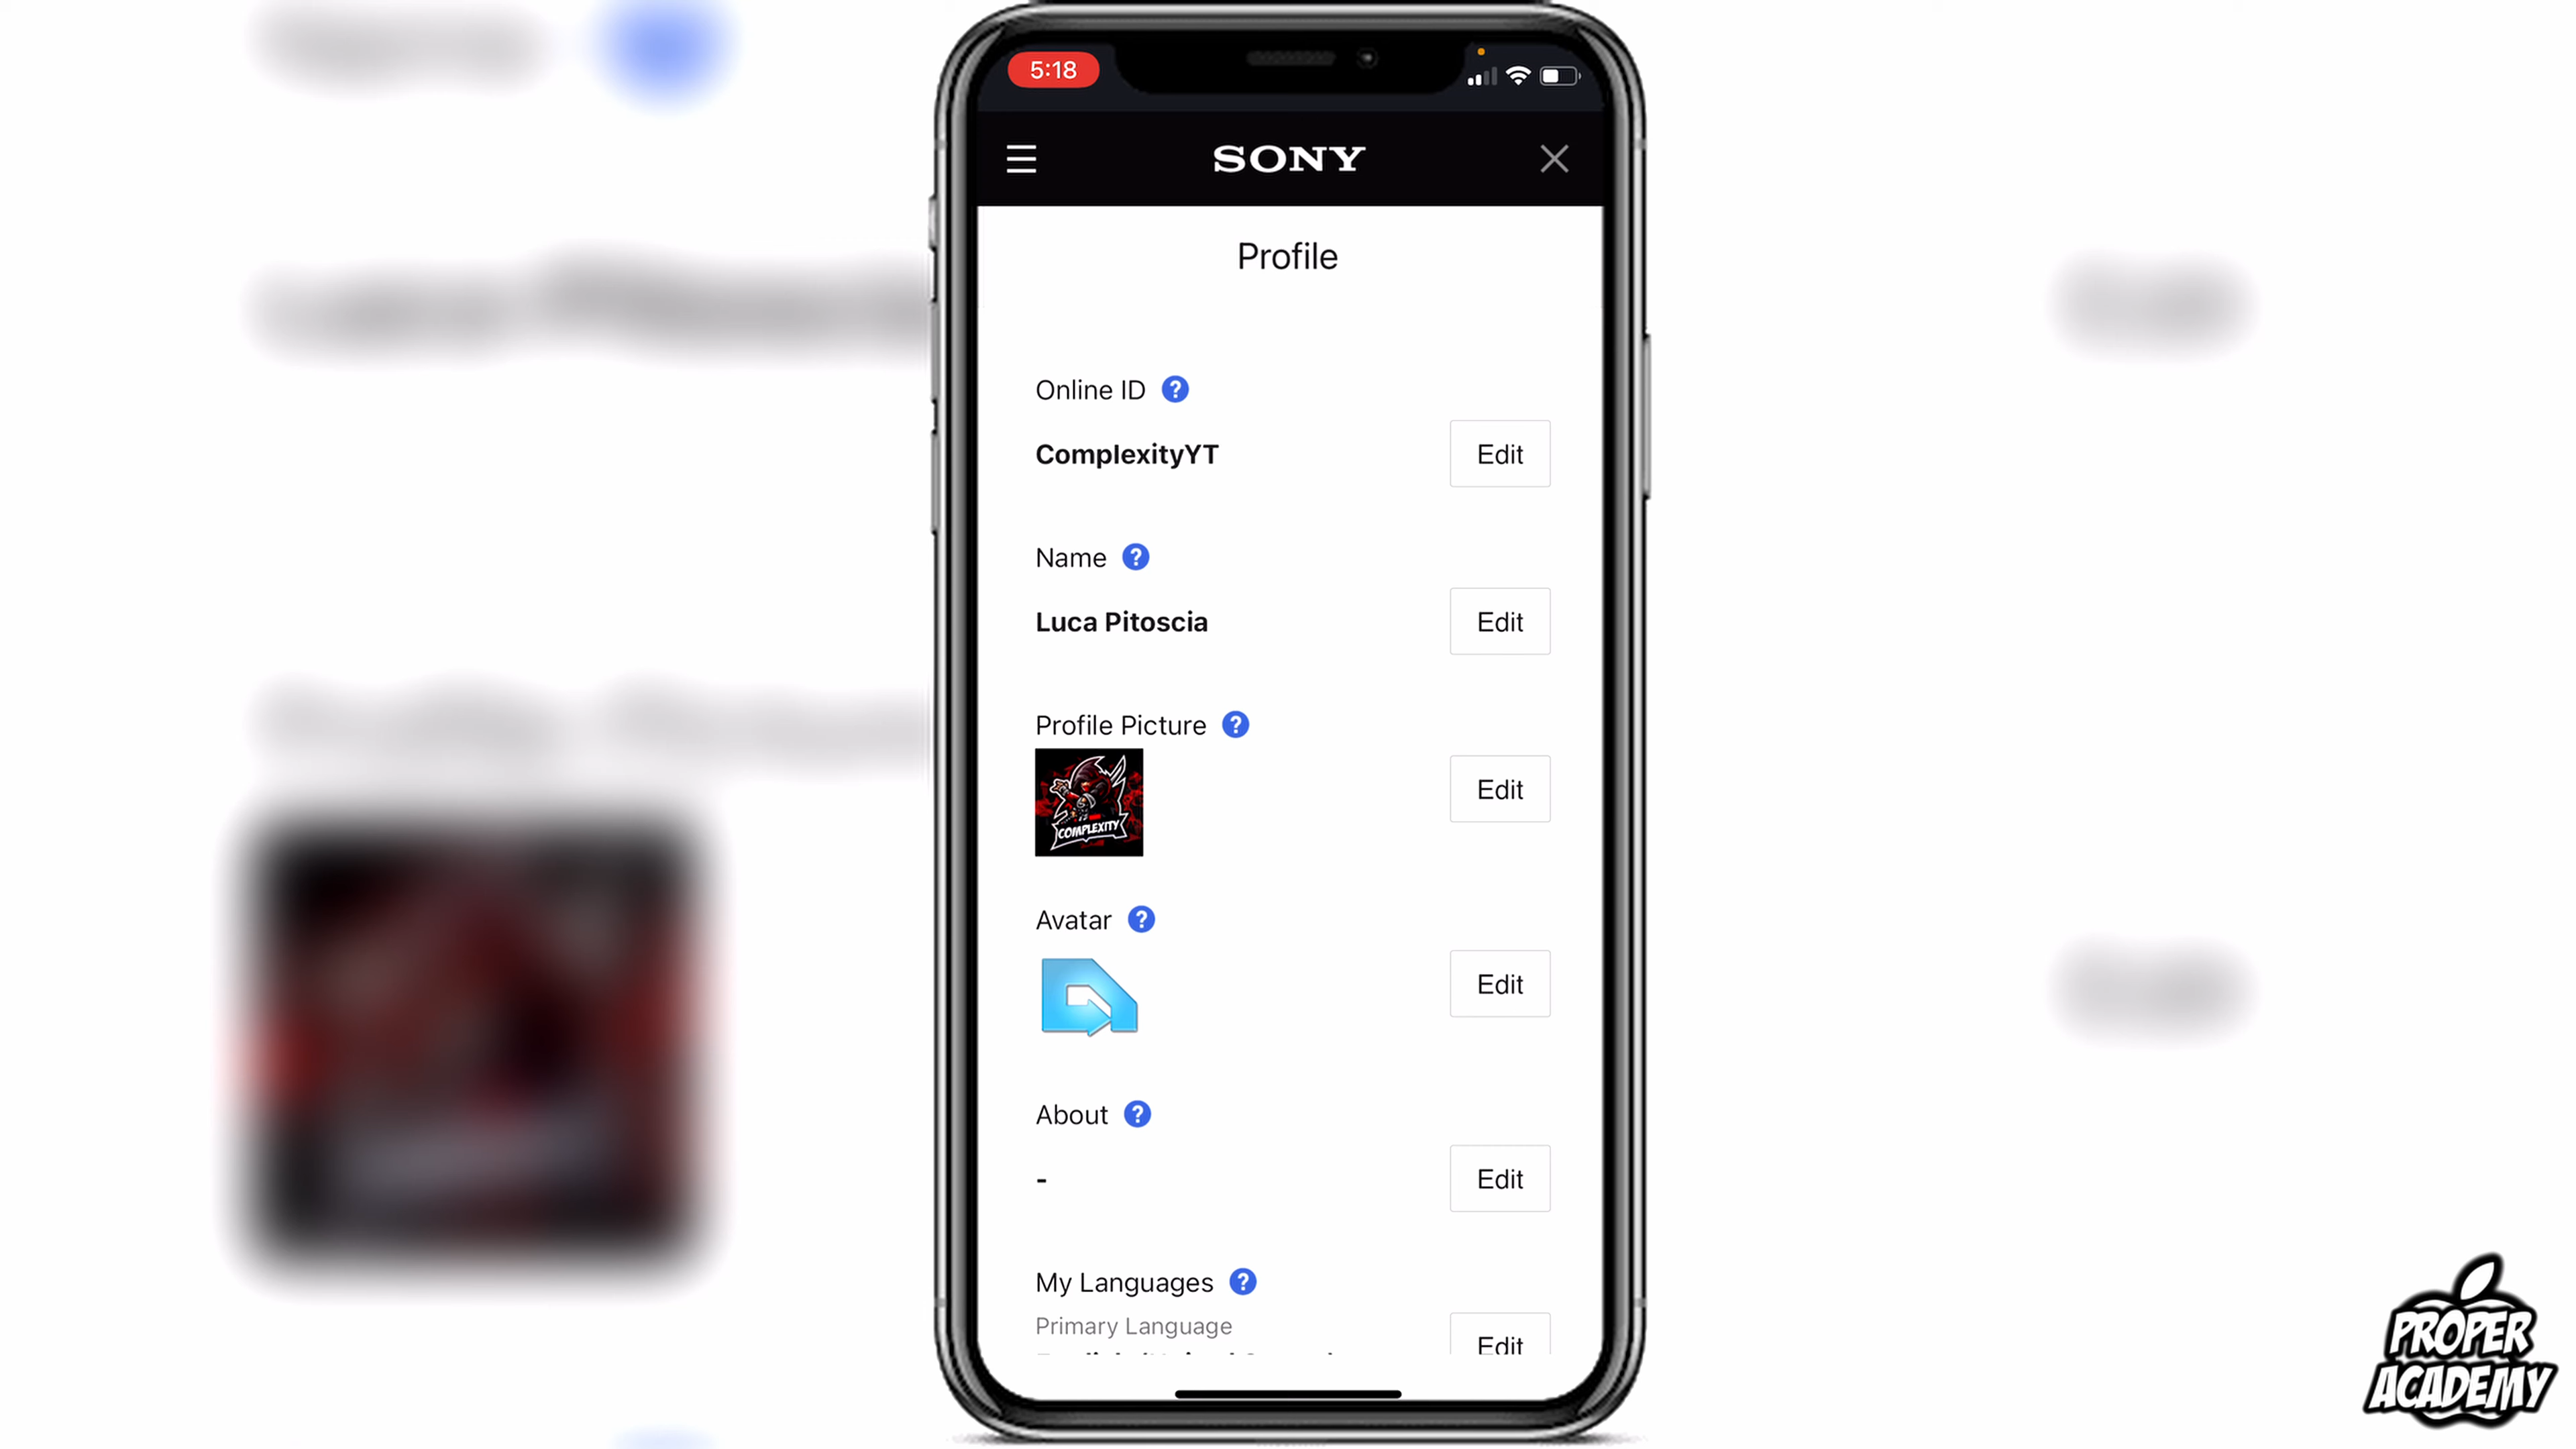 5:18
SONY
Profile
Online ID ?
ComplexityYT
Edit
Name ?
Luca Pitoscia
Edit
Profile Picture ?
COMPLEXITY
Edit
Avatar ?
Edit
About ?
-
Edit
My Languages ?
Primary Language
Edit
PROPER
ACADEMY